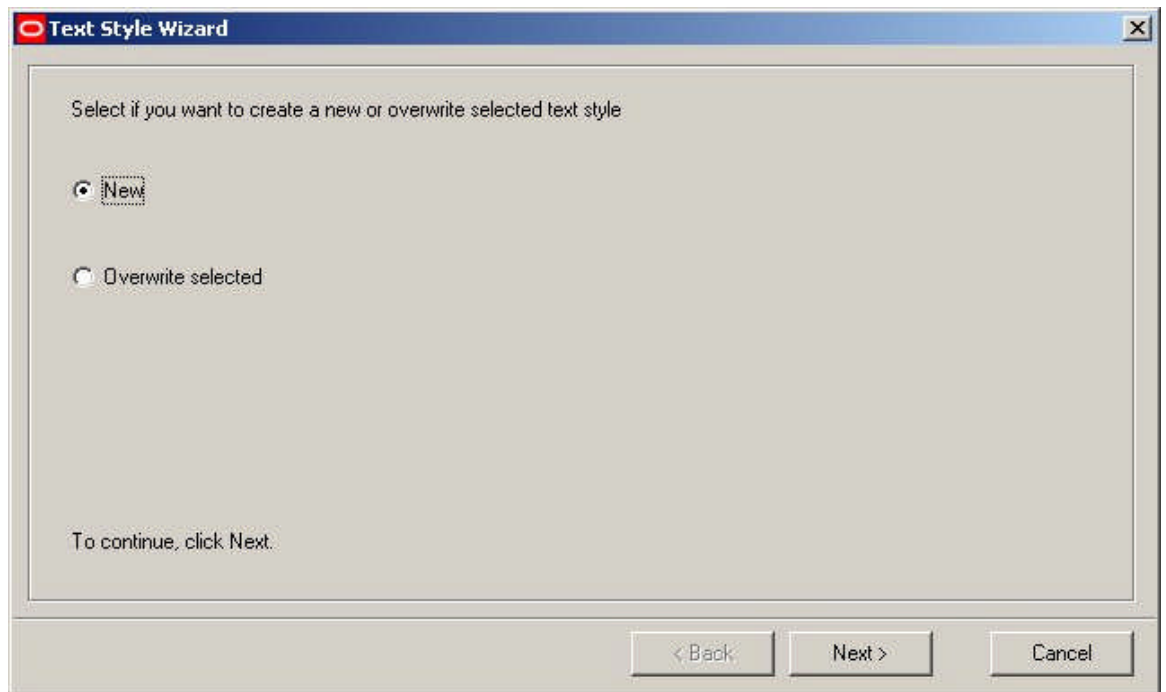 Text Style Wizard
Select if you want to create a new or overwrite selected text style
New
Overwrite selected
To continue, click Next.
< Back Next > Cancel